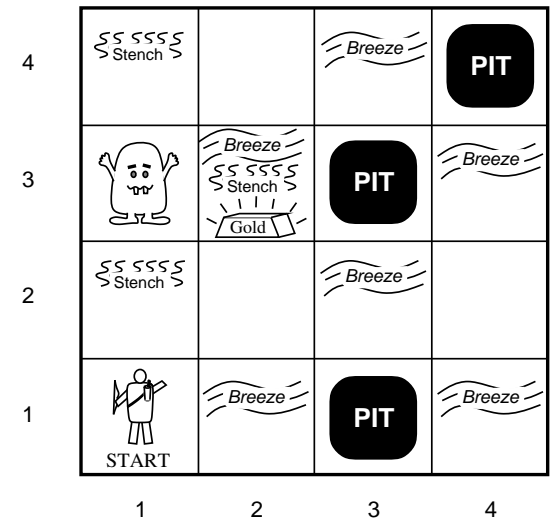 4
Stench
Breeze
PIT
3
Breeze
Stench
Gold
PIT
Breeze
2
Stench
Breeze
1
START
Breeze
PIT
Breeze
1 2 3 4